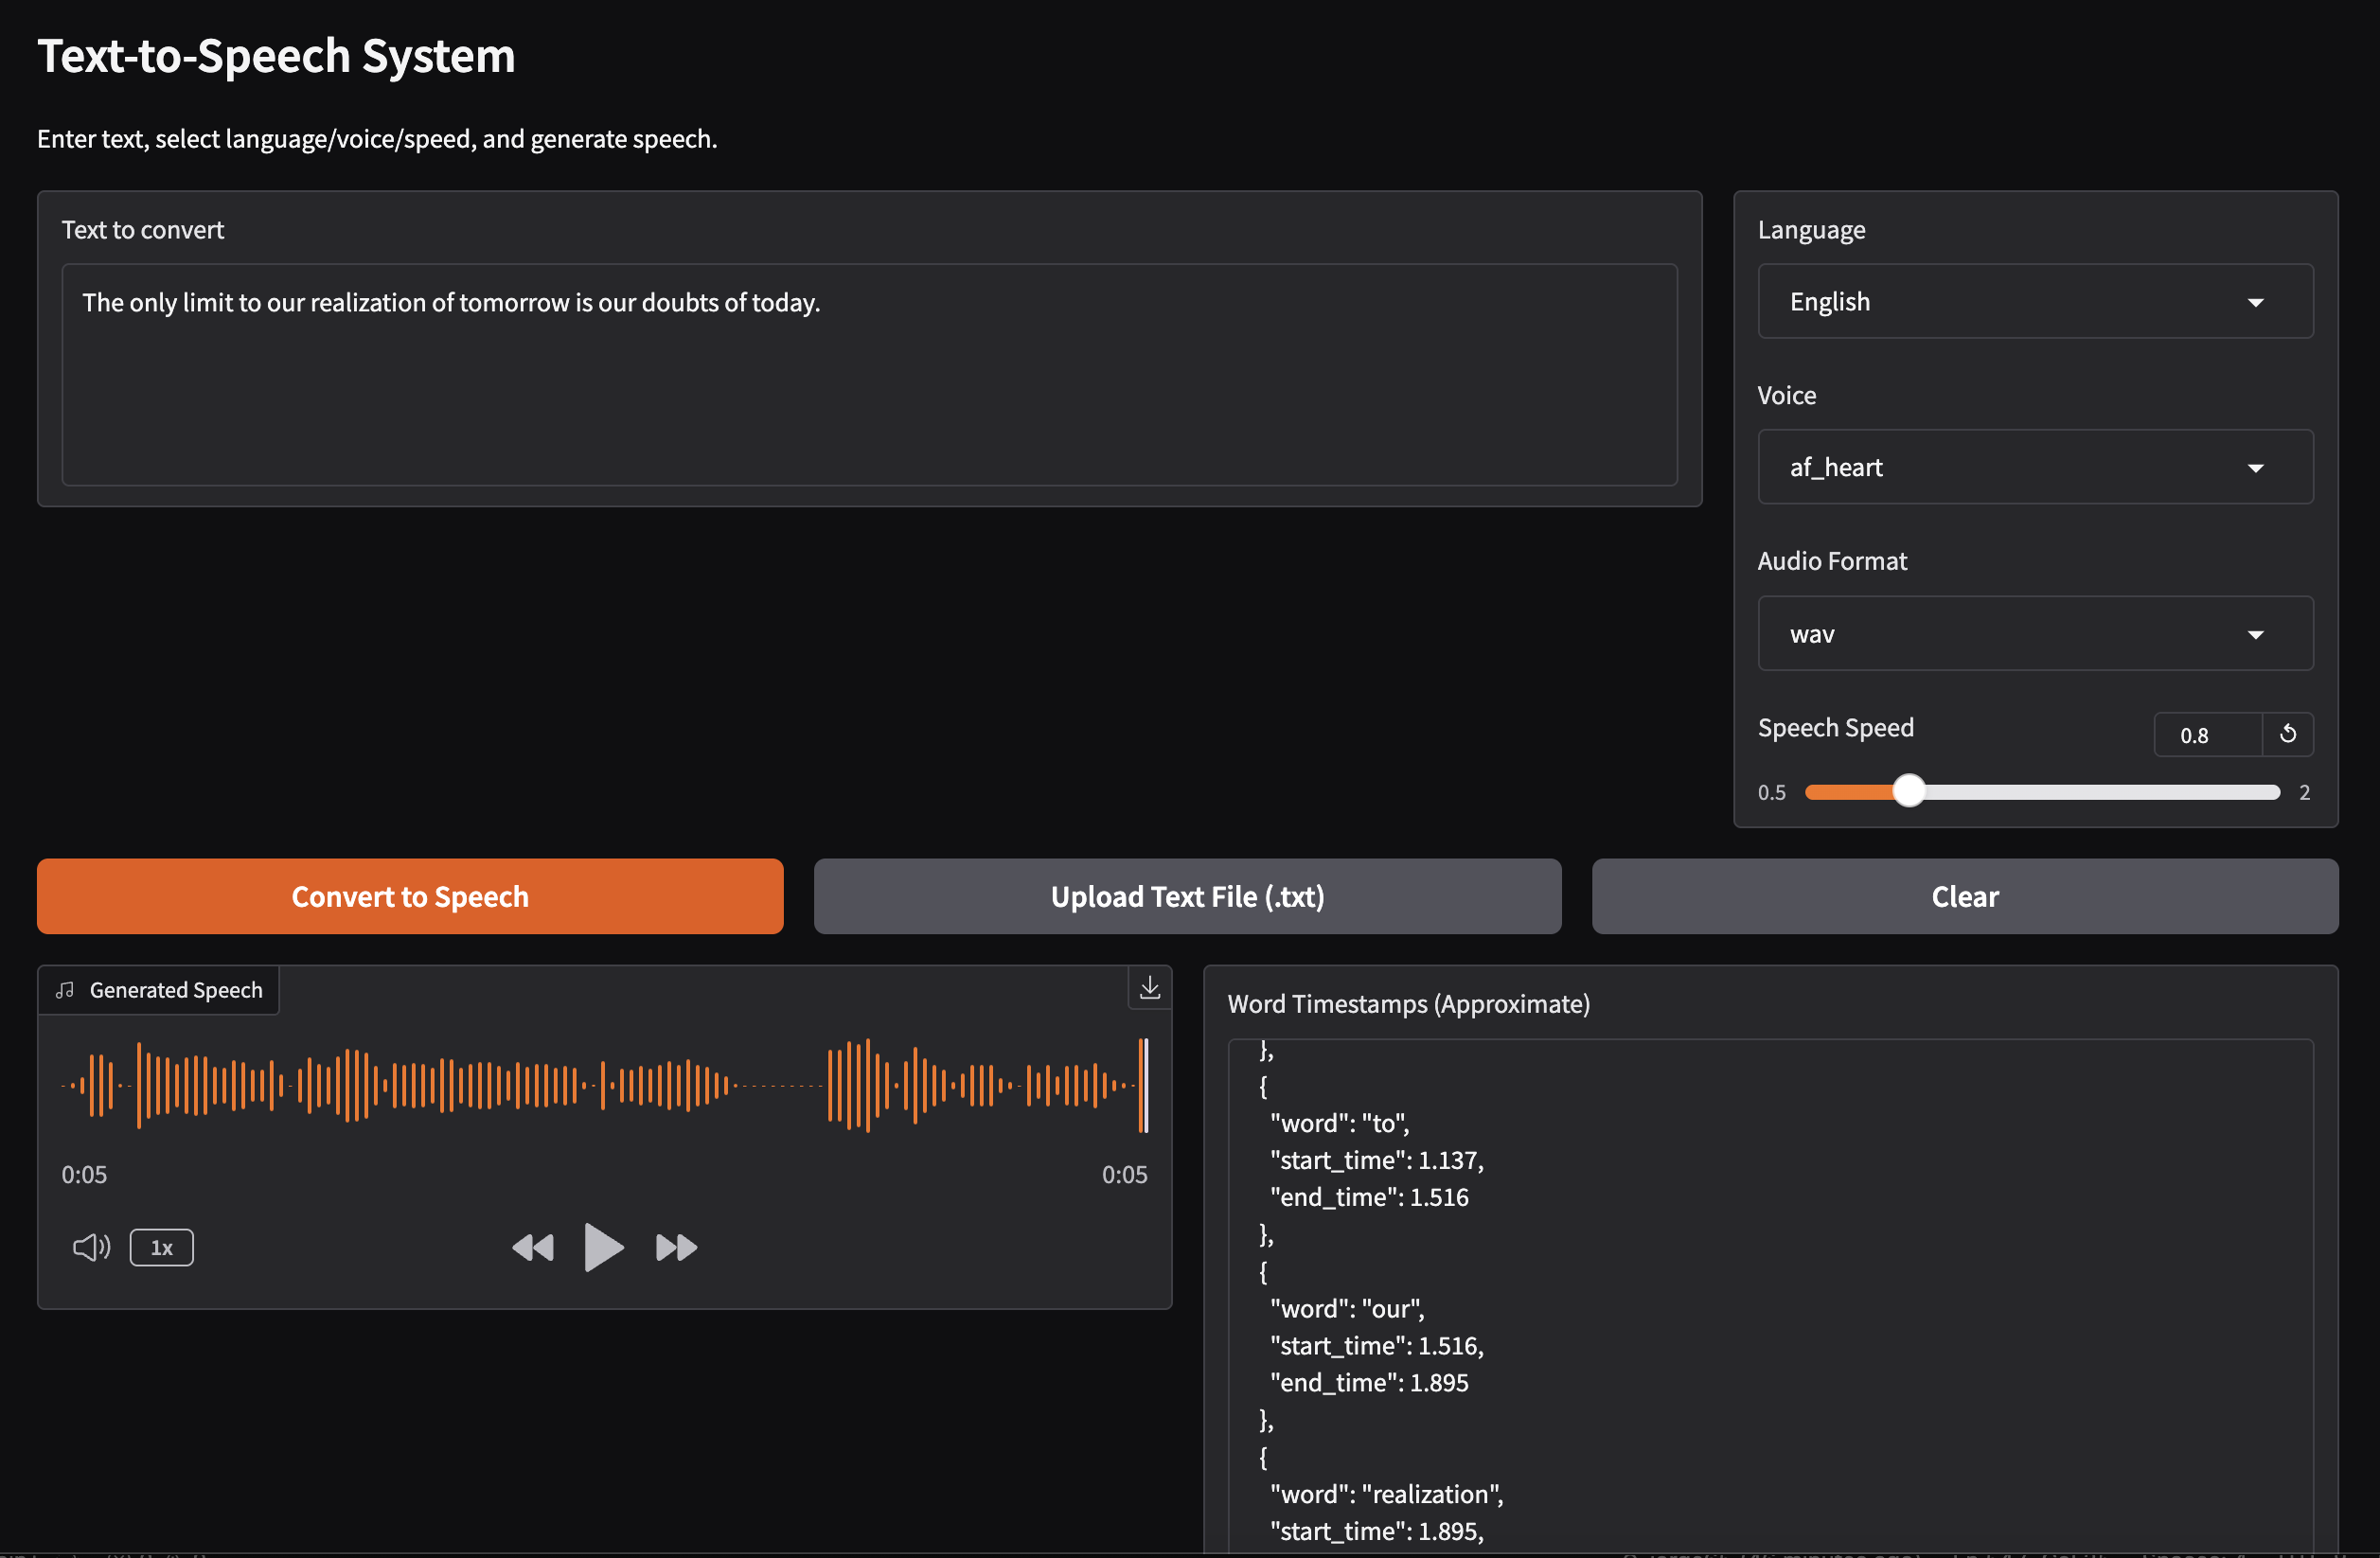 Text-to-Speech System
Enter text, select language/voice/speed, and generate speech.
Text to convert
The only limit to our realization of tomorrow is our doubts of today.
Language
English
Voice
af_heart
Audio Format
wav
Speech Speed
0.8
0.5
2
Convert to Speech
Upload Text File (.txt)
Clear
Generated Speech
0:05
0:05
1x
Word Timestamps (Approximate)
},
{
"word": "to",
"start_time": 1.137,
"end_time": 1.516
},
{
"word": "our",
"start_time": 1.516,
"end_time": 1.895
},
{
"word": "realization",
"start_time": 1.895,